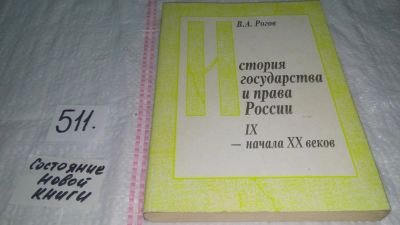 В.А. Рогов
История
государства
и права
России
IX
— начала XX веков
511.
Состояние
новой
книги